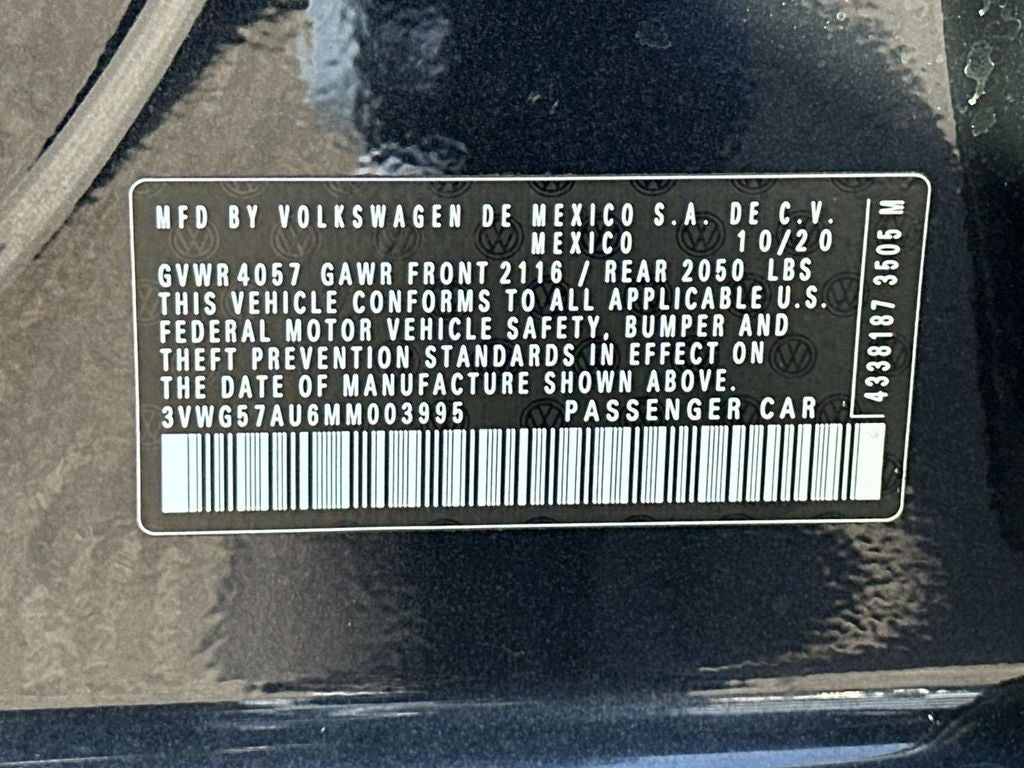 MFD BY VOLKSWAGEN DE MEXICO S.A. DE C.V.
MEXICO 10/20
GVWR 4057 GAWR FRONT 2116 / REAR 2050 LBS
THIS VEHICLE CONFORMS TO ALL APPLICABLE U.S.
FEDERAL MOTOR VEHICLE SAFETY, BUMPER AND
THEFT PREVENTION STANDARDS IN EFFECT ON
THE DATE OF MANUFACTURE SHOWN ABOVE.
3VWG57AU6MM003995 PASSENGER CAR
4338187 3505 M